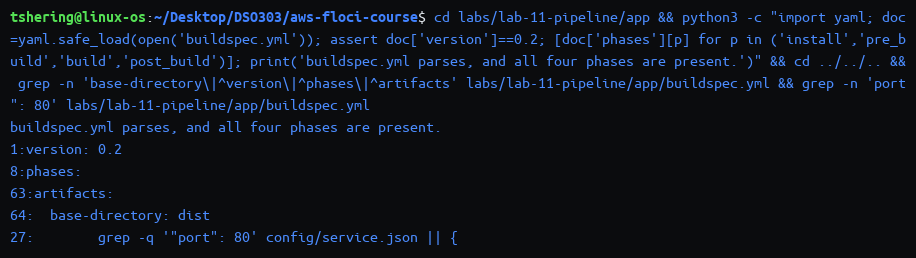 tshering@linux-os:~/Desktop/DSO303/aws-floci-course$ cd labs/lab-11-pipeline/app && python3 -c "import yaml; doc
=yaml.safe_load(open('buildspec.yml')); assert doc['version']==0.2; [doc['phases'][p] for p in ('install','pre_b
uild','build','post_build')]; print('buildspec.yml parses, and all four phases are present.')" && cd ../../.. &&
 grep -n 'base-directory\|^version\|^phases\|^artifacts' labs/lab-11-pipeline/app/buildspec.yml && grep -n 'port
": 80' labs/lab-11-pipeline/app/buildspec.yml
buildspec.yml parses, and all four phases are present.
1:version: 0.2
8:phases:
63:artifacts:
64:  base-directory: dist
27:        grep -q '"port": 80' config/service.json || {